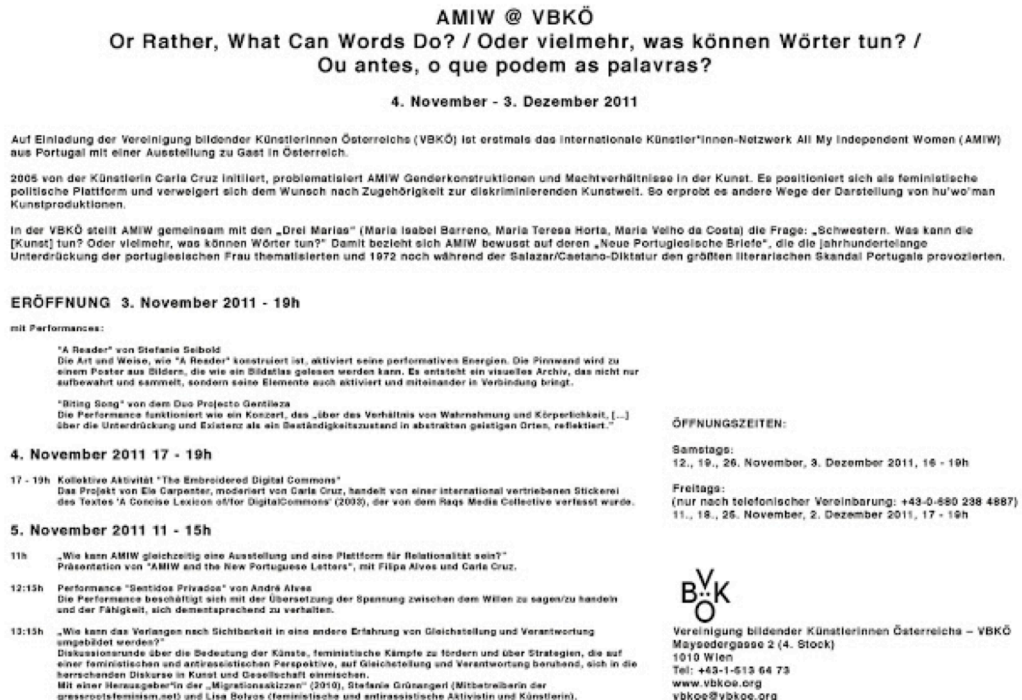 AMIW @ VBKÖ
Or Rather, What Can Words Do? / Oder vielmehr, was können Wörter tun? /
Ou antes, o que podem as palavras?
4. November - 3. Dezember 2011
Auf Einladung der Vereinigung bildender Künstlerinnen Österreichs (VBKÖ) ist erstmals das internationale Künstler*innen-Netzwerk All My Independent Women (AMIW)
aus Portugal mit einer Ausstellung zu Gast in Österreich.
2005 von der Künstlerin Carla Cruz initiiert, problematisiert AMIW Genderkonstruktionen und Machtverhältnisse in der Kunst. Es positioniert sich als feministische
politische Plattform und verweigert sich dem Wunsch nach Zugehörigkeit zur diskriminierenden Kunstwelt. So erprobt es andere Wege der Darstellung von hu'wo'man
Kunstproduktionen.
In der VBKÖ stellt AMIW gemeinsam mit den „Drei Marias" (Maria Isabel Barreno, Maria Teresa Horta, Maria Velho da Costa) die Frage: „Schwestern. Was kann die
[Kunst] tun? Oder vielmehr, was können Wörter tun?" Damit bezieht sich AMIW bewusst auf deren „Neue Portugiesische Briefe", die die jahrhundertelange
Unterdrückung der portugiesischen Frau thematisierten und 1972 noch während der Salazar/Caetano-Diktatur den größten literarischen Skandal Portugals provozierten.
ERÖFFNUNG 3. November 2011 - 19h
mit Performances:
"A Reader" von Stefanie Seibold
Die Art und Weise, wie "A Reader" konstruiert ist, aktiviert seine performativen Energien. Die Pinnwand wird zu
einem Poster aus Bildern, die wie ein Bildatlas gelesen werden kann. Es entsteht ein visuelles Archiv, das nicht nur
aufbewahrt und sammelt, sondern seine Elemente auch aktiviert und miteinander in Verbindung bringt.
"Biting Song" von dem Duo Projecto Gentileza
Die Performance funktioniert wie ein Konzert, das „über das Verhältnis von Wahrnehmung und Körperlichkeit, [...]
über die Unterdrückung und Existenz als ein Beständigkeitszustand in abstrakten geistigen Orten, reflektiert."
4. November 2011 17 - 19h
17 - 19h Kollektive Aktivität "The Embroidered Digital Commons"
Das Projekt von Ele Carpenter, moderiert von Carla Cruz, handelt von einer international vertriebenen Stickerei
des Textes 'A Concise Lexicon of/for DigitalCommons' (2003), der von dem Raqs Media Collective verfasst wurde.
5. November 2011 11 - 15h
11h „Wie kann AMIW gleichzeitig eine Ausstellung und eine Plattform für Relationalität sein?"
Präsentation von "AMIW and the New Portuguese Letters", mit Filipa Alves und Carla Cruz.
12:15h Performance "Sentidos Privados" von André Alves
Die Performance beschäftigt sich mit der Übersetzung der Spannung zwischen dem Willen zu sagen/zu handeln
und der Fähigkeit, sich dementsprechend zu verhalten.
13:15h „Wie kann das Verlangen nach Sichtbarkeit in eine andere Erfahrung von Gleichstellung und Verantwortung
umgebildet werden?"
Diskussionsrunde über die Bedeutung der Künste, feministische Kämpfe zu fördern und über Strategien, die auf
einer feministischen und antirassistischen Perspektive, auf Gleichstellung und Verantwortung beruhend, sich in die
herrschenden Diskurse in Kunst und Gesellschaft einmischen.
Mit einer Herausgeber*in der „Migrationsskizzen" (2010), Stefanie Grünangerl (Mitbetreiberin der
grassrootsfeminism.net) und Lisa Bolyos (feministische und antirassistische Aktivistin und Künstlerin).
ÖFFNUNGSZEITEN:
Samstags:
12., 19., 26. November, 3. Dezember 2011, 16 - 19h
Freitags:
(nur nach telefonischer Vereinbarung: +43-0-680 238 4887)
11., 18., 25. November, 2. Dezember 2011, 17 - 19h
VBKÖ
Vereinigung bildender Künstlerinnen Österreichs – VBKÖ
Maysedergasse 2 (4. Stock)
1010 Wien
Tel: +43-1-513 64 73
www.vbkoe.org
vbkoe@vbkoe.org